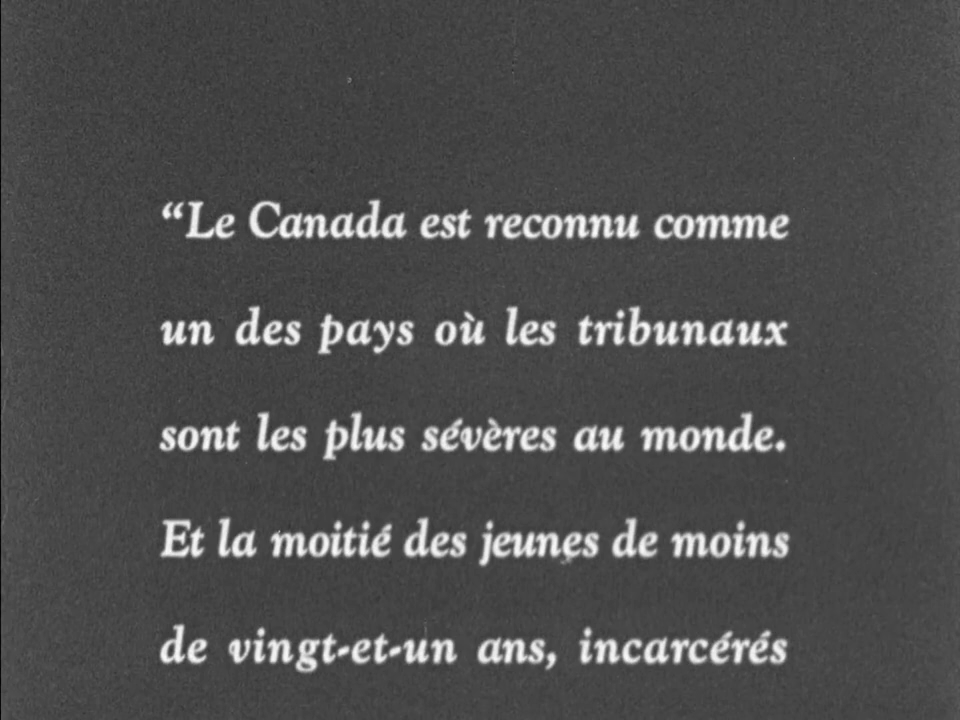 “Le Canada est reconnu comme
un des pays où les tribunaux
sont les plus sévères au monde.
Et la moitié des jeunes de moins
de vingt-et-un ans, incarcérés